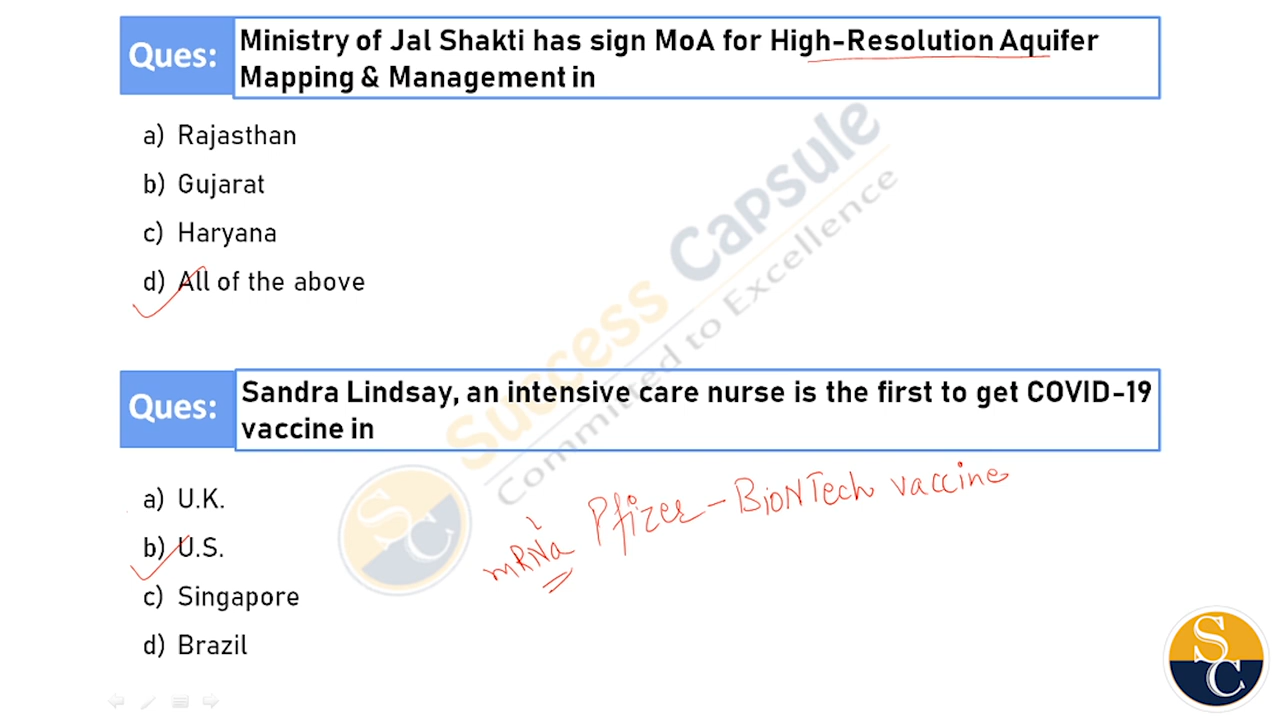 Ques:
Ministry of Jal Shakti has sign MoA for High-Resolution Aquifer
Mapping & Management in
a) Rajasthan
b) Gujarat
c) Haryana
d) All of the above
Success Capsule
Committed to Excellence
Ques:
Sandra Lindsay, an intensive care nurse is the first to get COVID-19
vaccine in
a) U.K.
b) U.S.
c) Singapore
d) Brazil
Pfizer - BioNTech vaccine
mRNa
SC